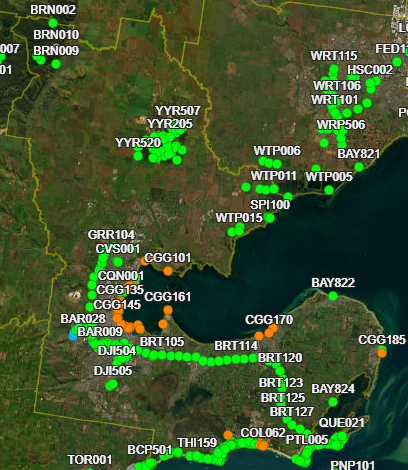 BRN002
BRN010
007
BRN009
01
WRT115
FED1
HSC002
WRT106
WRT101
YYR507
YYR205
WRP506
YYR520
WTP006
BAY821
WTP011
WTP005
SPI100
WTP015
GRR104
CVS001
CGG101
CQN001
CGG135
CGG161
BAY822
CGG145
BAR028
CGG170
BAR009
CGG185
BRT105
BRT114
DJI504
BRT120
DJI505
BRT123
BAY824
BRT125
BRT127
QUE021
COL062
PTL005
THI159
BCP501
TOR001
PNP101